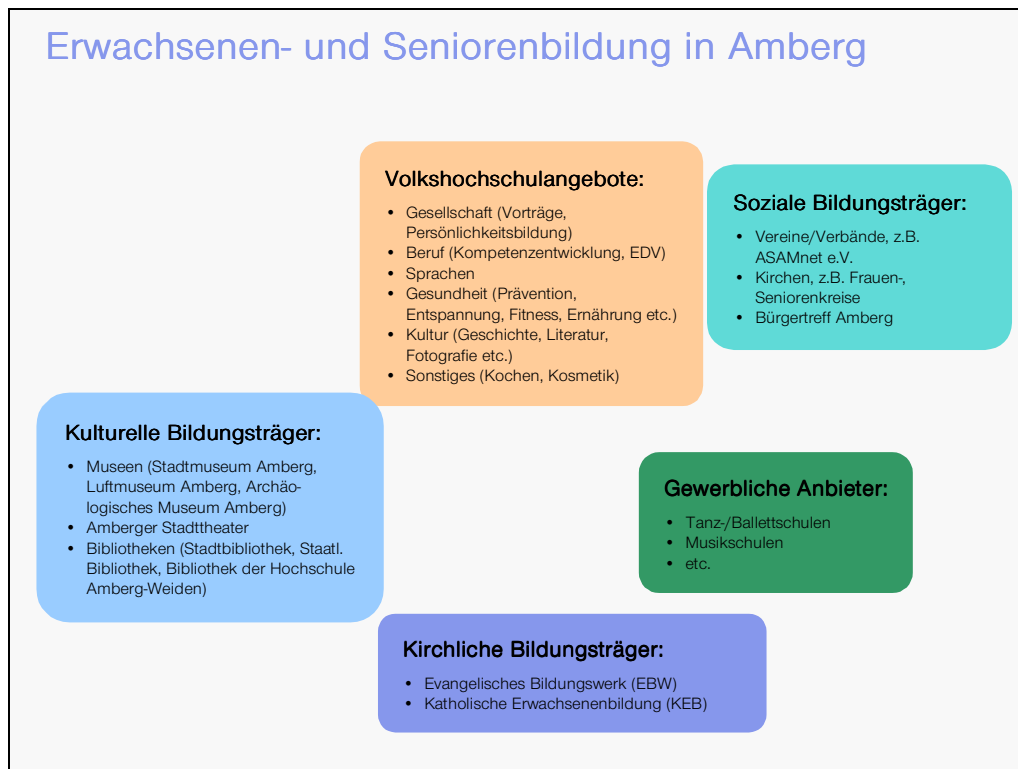 Erwachsenen- und Seniorenbildung in Amberg
Volkshochschulangebote:
• Gesellschaft (Vorträge,
Persönlichkeitsbildung)
• Beruf (Kompetenzentwicklung, EDV)
• Sprachen
• Gesundheit (Prävention,
Entspannung, Fitness, Ernährung etc.)
• Kultur (Geschichte, Literatur,
Fotografie etc.)
• Sonstiges (Kochen, Kosmetik)
Soziale Bildungsträger:
• Vereine/Verbände, z.B.
ASAMnet e.V.
• Kirchen, z.B. Frauen-,
Seniorenkreise
• Bürgertreff Amberg
Kulturelle Bildungsträger:
• Museen (Stadtmuseum Amberg,
Luftmuseum Amberg, Archäo-
logisches Museum Amberg)
• Amberger Stadttheater
• Bibliotheken (Stadtbibliothek, Staatl.
Bibliothek, Bibliothek der Hochschule
Amberg-Weiden)
Gewerbliche Anbieter:
• Tanz-/Ballettschulen
• Musikschulen
• etc.
Kirchliche Bildungsträger:
• Evangelisches Bildungswerk (EBW)
• Katholische Erwachsenenbildung (KEB)